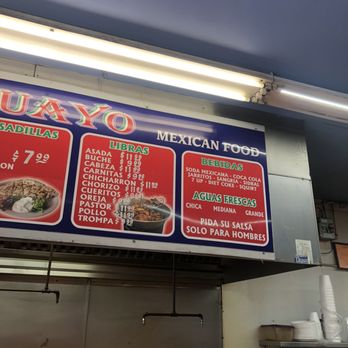 UAYO
MEXICAN FOOD
SADILLAS
7.99
ON
LIBRAS
ASADA
BUCHE
CABEZA
CARNITAS
CHICHARRON
CHORIZO
CUERITOS
OREJA
PASTOR
POLLO
TROMPA
BEBIDAS
SODA MEXICANA - COCA COLA
JARRITOS - SANGRIA - SIDRAL
7 UP - DIET COKE - SQUIRT
AGUAS FRESCAS
CHICA MEDIANA GRANDE
PIDA SU SALSA
SOLO PARA HOMBRES